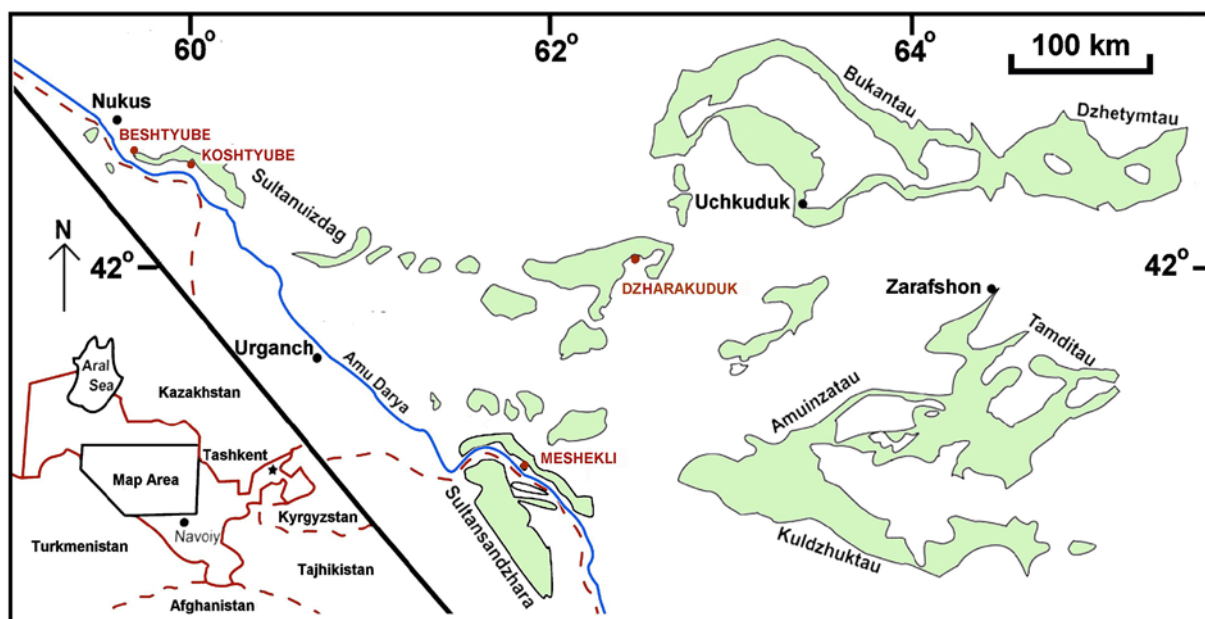 60°
62
64°
100 km
Nukus
BESHTYUBE
KOSHTYUBE
Sultanuizdag
Bukantau
Dzhetymtau
Uchkuduk
N
42°
42°
DZHARAKUDUK
Zarafshon
Tamditau
Urganch
Amu Darya
Amuinzatau
Aral
Sea
Kazakhstan
Tashkent
Map Area
MESHEKLI
Sultansandzhara
Kyrgyzstan
Navoiy
Turkmenistan
Tajhikistan
Kuldzhuktau
Afghanistan